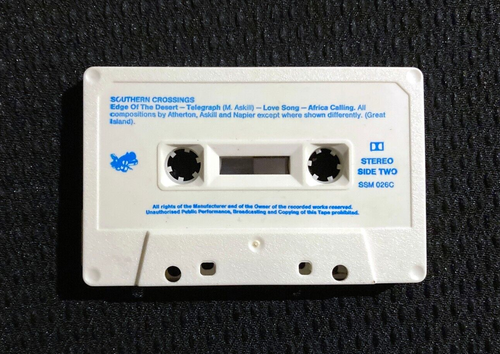 SOUTHERN CROSSINGS
Edge Of The Desert – Telegraph (M. Askill) – Love Song – Africa Calling. All
compositions by Atherton, Askill and Napier except where shown differently. (Great
Island).
STEREO
SIDE TWO
SSM 026C
All rights of the Manufacturer and of the Owner of the recorded works reserved.
Unauthorised Public Performance, Broadcasting and Copying of this Tape prohibited.